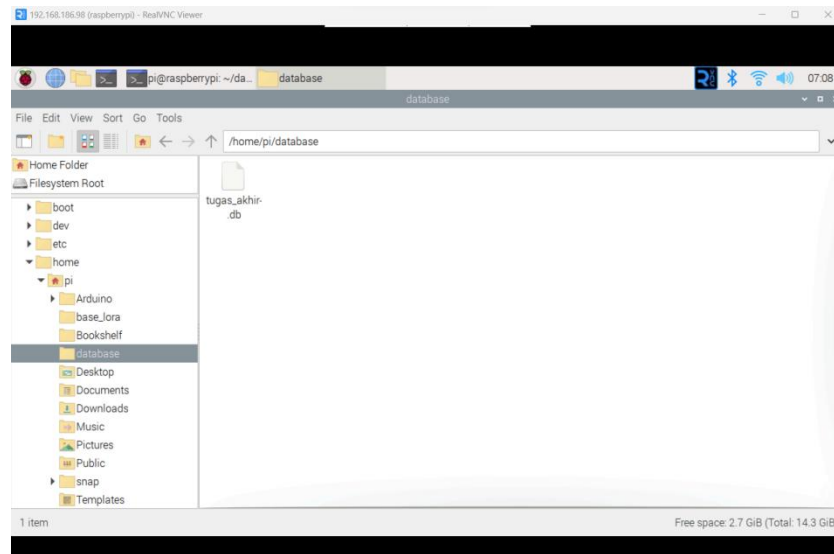 192.168.186.98 (raspberrypi) - RealVNC Viewer
pi@raspberrypi: ~/da...
database
07:08
database
File Edit View Sort Go Tools
/home/pi/database
Home Folder
Filesystem Root
boot
dev
etc
home
pi
Arduino
base_lora
Bookshelf
database
Desktop
Documents
Downloads
Music
Pictures
Public
snap
Templates
tugas_akhir-
.db
1 item
Free space: 2.7 GiB (Total: 14.3 GiB